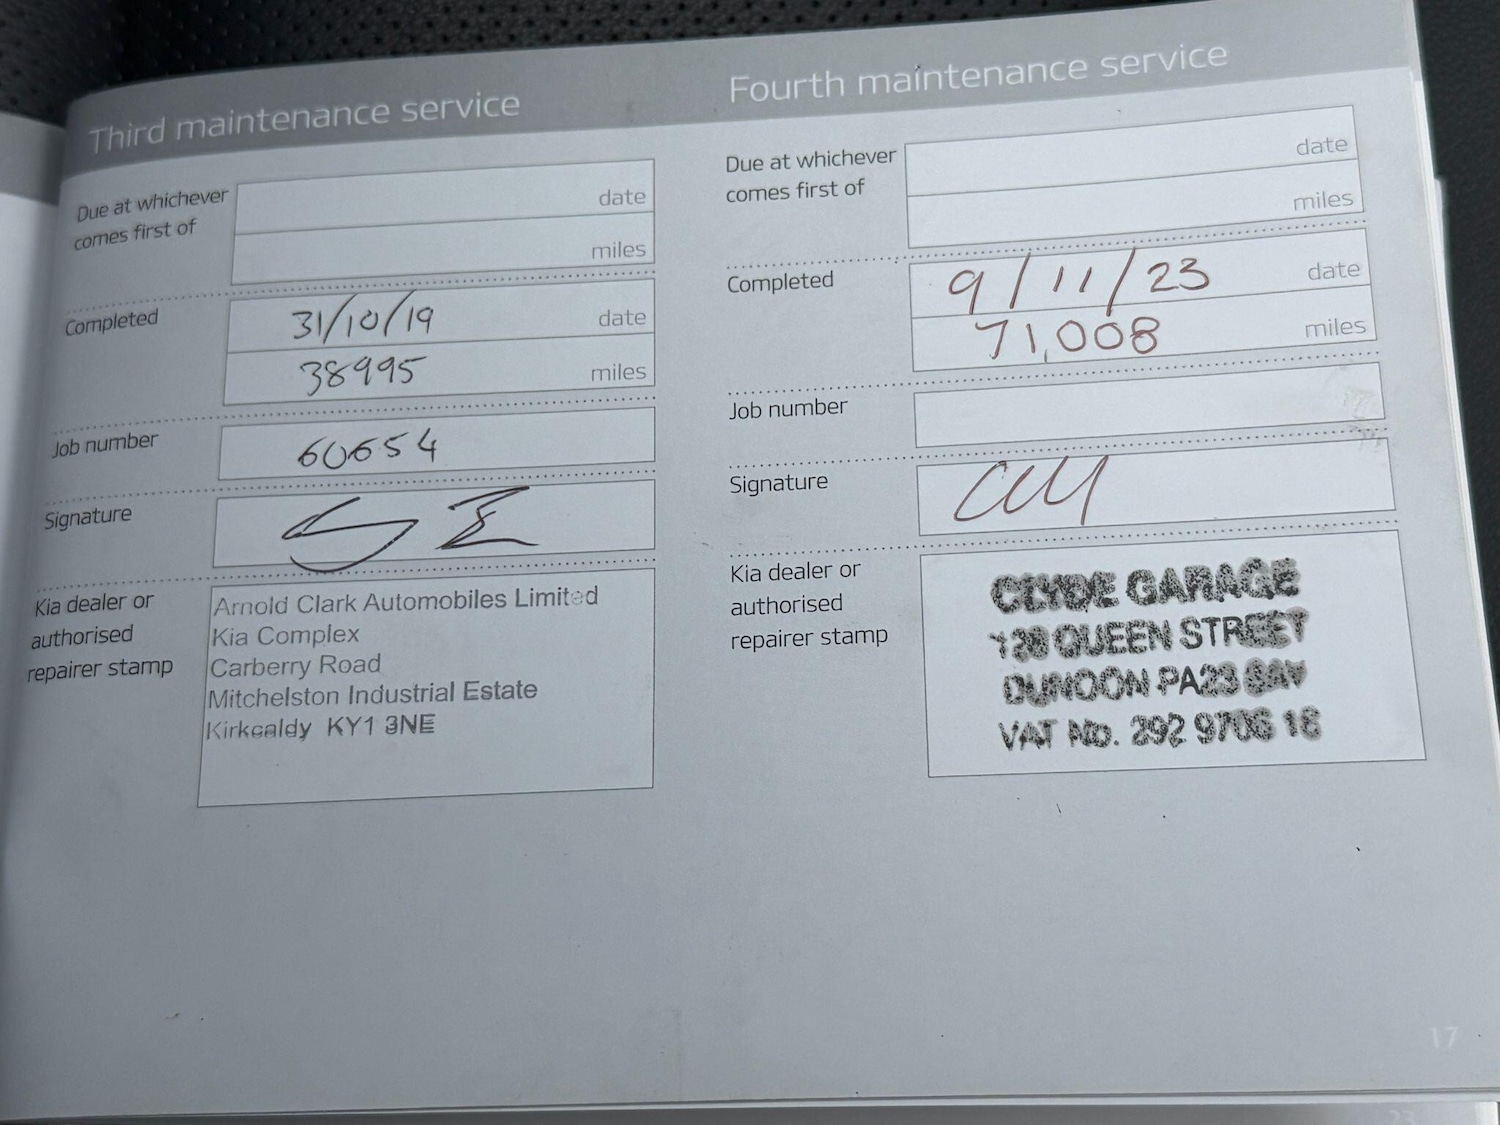 Third maintenance service
Due at whichever
comes first of
date
miles
Completed
31/10/19 date
38995 miles
Job number
60654
Signature
Kia dealer or
authorised
repairer stamp
Arnold Clark Automobiles Limited
Kia Complex
Carberry Road
Mitchelston Industrial Estate
Kirkcaldy KY1 3NE
Fourth maintenance service
Due at whichever
comes first of
date
miles
Completed
9/11/23 date
71,008 miles
Job number
Signature
Kia dealer or
authorised
repairer stamp
CLYDE GARAGE
QUEEN STREET
DUNOON PA23
VAT NO. 292 9706 16
17
23